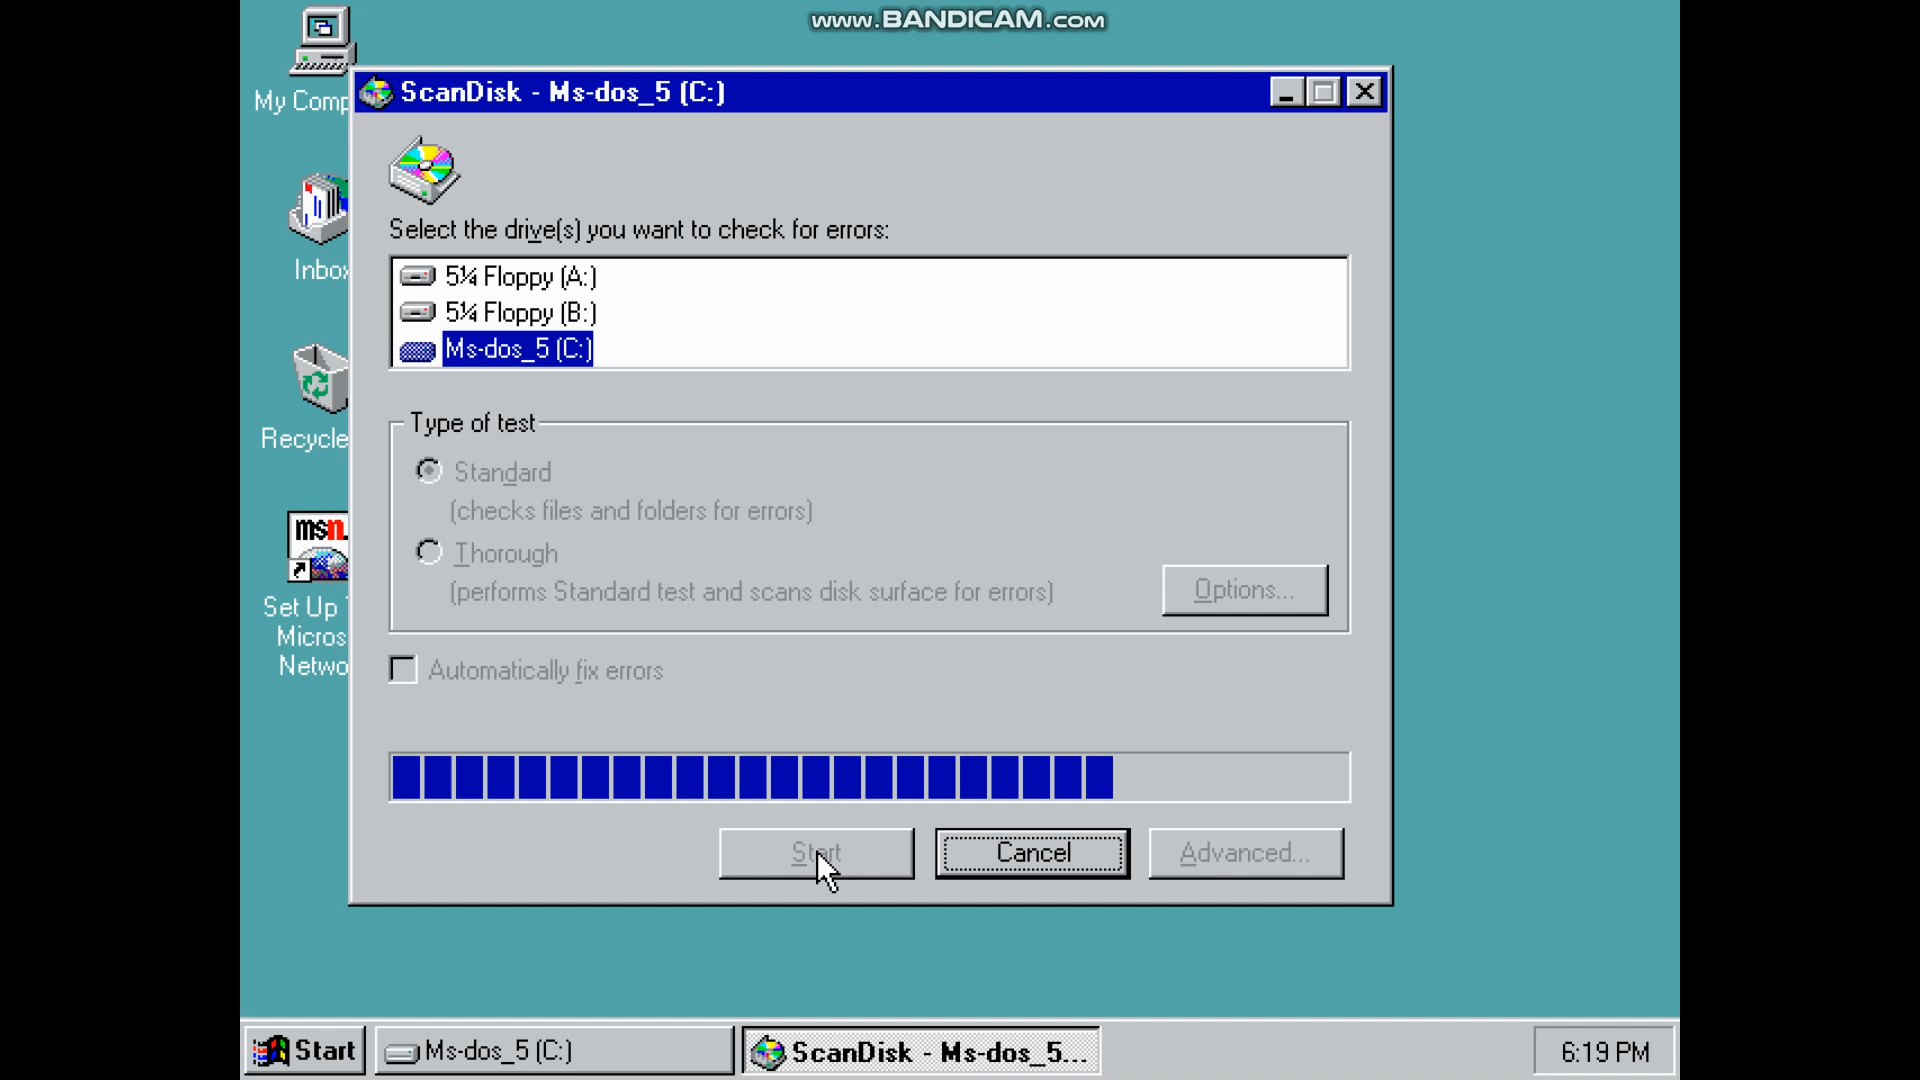 www.BANDICAM.com
My Comp
ScanDisk - Ms-dos_5 (C:)
Select the drive(s) you want to check for errors:
5¼ Floppy (A:)
5¼ Floppy (B:)
Ms-dos_5 (C:)
Inbox
Recycle
msn.
Set Up
Micros
Netwo
Type of test
Standard
(checks files and folders for errors)
Thorough
(performs Standard test and scans disk surface for errors)
Options...
Automatically fix errors
Start
Cancel
Advanced...
Start
Ms-dos_5 (C:)
ScanDisk - Ms-dos_5...
6:19 PM